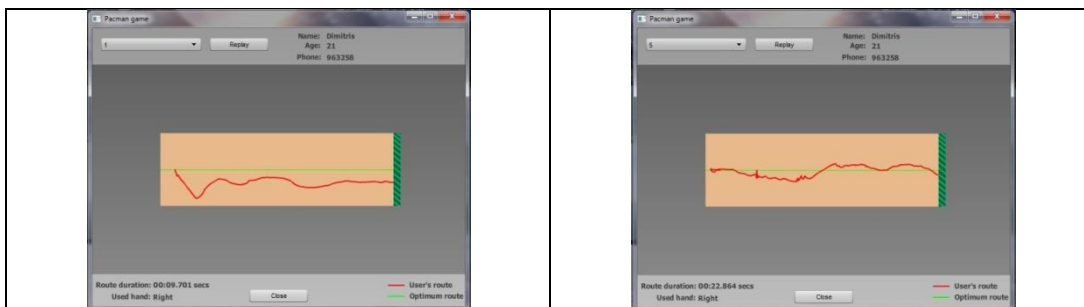 Pacman game
1
Replay
Name: Dimitris
Age: 21
Phone: 963258
Route duration: 00:09.701 secs
Used hand: Right
Close
User's route
Optimum route
Pacman game
5
Replay
Name: Dimitris
Age: 21
Phone: 963258
Route duration: 00:22.864 secs
Used hand: Right
Close
User's route
Optimum route